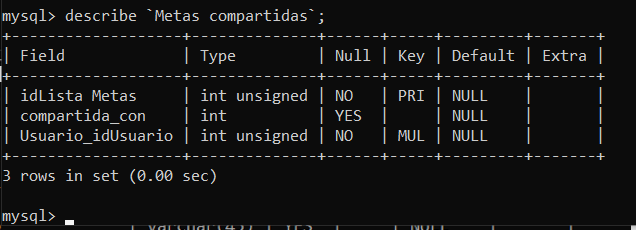 mysql> describe `Metas compartidas`;
+------------------+--------------+------+-----+---------+-------+
| Field            | Type         | Null | Key | Default | Extra |
+------------------+--------------+------+-----+---------+-------+
| idLista Metas    | int unsigned | NO   | PRI | NULL    |       |
| compartida_con   | int          | YES  |     | NULL    |       |
| Usuario_idUsuario | int unsigned | NO   | MUL | NULL    |       |
+------------------+--------------+------+-----+---------+-------+
3 rows in set (0.00 sec)
mysql>